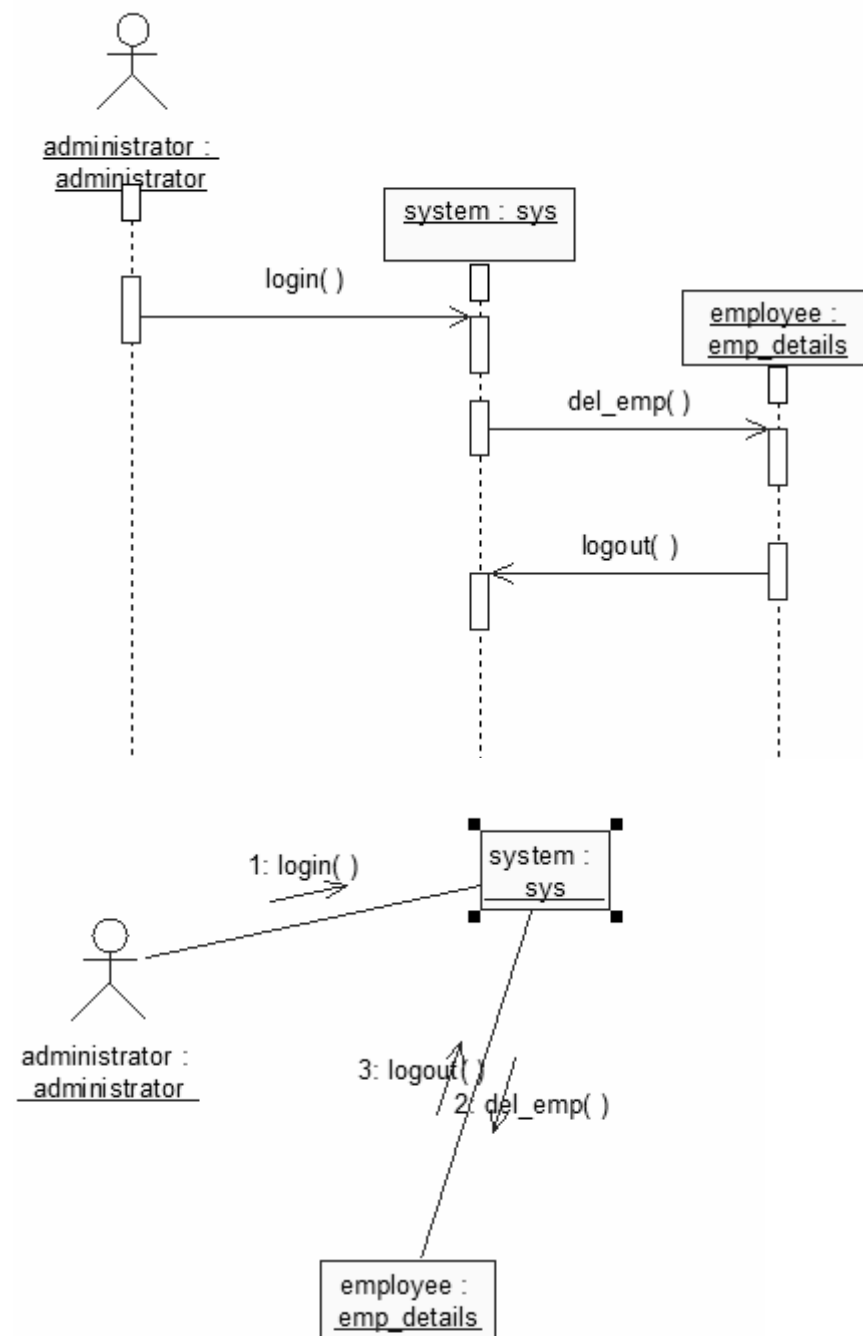 administrator :
administrator
system : sys
login( )
employee :
emp_details
del_emp( )
logout( )
system :
sys
1: login( )
administrator :
administrator
3: logout( )
2: del_emp( )
employee :
emp_details